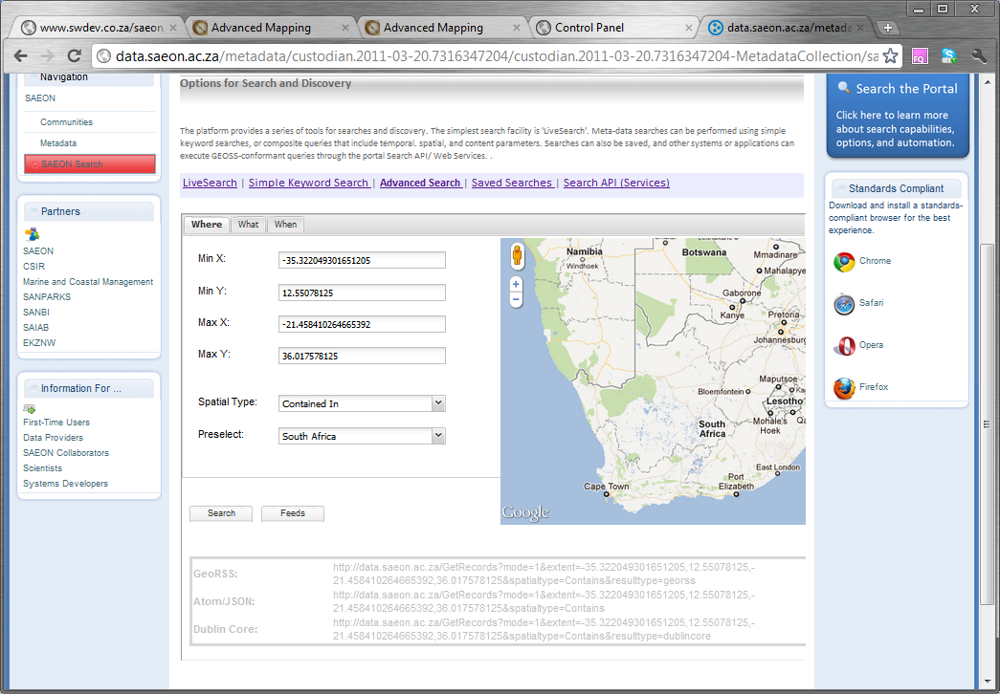 www.swdev.co.za/saeon
Advanced Mapping
Advanced Mapping
Control Panel
data.saeon.ac.za/metada
data.saeon.ac.za/metadata/custodian.2011-03-20.7316347204/custodian.2011-03-20.7316347204-MetadataCollection/sa
FQ
Navigation
SAEON
Communities
Metadata
SAEON Search
Partners
SAEON
CSIR
Marine and Coastal Management
SANPARKS
SANBI
SAIAB
EKZNW
Information For ...
First-Time Users
Data Providers
SAEON Collaborators
Scientists
Systems Developers
Options for Search and Discovery
The platform provides a series of tools for searches and discovery. The simplest search facility is 'LiveSearch'. Meta-data searches can be performed using simple
keyword searches, or composite queries that include temporal. spatial, and content parameters. Searches can also be saved, and other systems or applications can
execute GEOSS-conformant queries through the portal Search API/ Web Services. .
LiveSearch | Simple Keyword Search | Advanced Search | Saved Searches | Search API (Services)
Where What When
Min X: -35.322049301651205
Min Y: 12.55078125
Max X: -21.458410264665392
Max Y: 36.017578125
Spatial Type: Contained In
Preselect: South Africa
Search Feeds
Namibia
Windhoek
Botswana
Mmadinare
Mahalapye
Gaborone
Kanye
Pretoria
Johannesburg
Maputsoe
Bloemfontein
Lesotho
Mohale's
Hoek
South
Africa
East London
Port
Elizabeth
Cape Town
Google
GeoRSS: http://data.saeon.ac.za/GetRecords?mode=1&extent=-35.322049301651205,12.55078125,-
21.458410264665392,36.017578125&spatialtype=Contains&resulttype=georss
Atom/JSON: http://data.saeon.ac.za/GetRecords?mode=1&extent=-35.322049301651205,12.55078125,-
21.458410264665392,36.017578125&spatialtype=Contains
Dublin Core: http://data.saeon.ac.za/GetRecords?mode=1&extent=-35.322049301651205,12.55078125,-
21.458410264665392,36.017578125&spatialtype=Contains&resulttype=dublincore
Search the Portal
Click here to learn more
about search capabilities,
options, and automation.
Standards Compliant
Download and install a standards-
compliant browser for the best
experience.
Chrome
Safari
Opera
Firefox